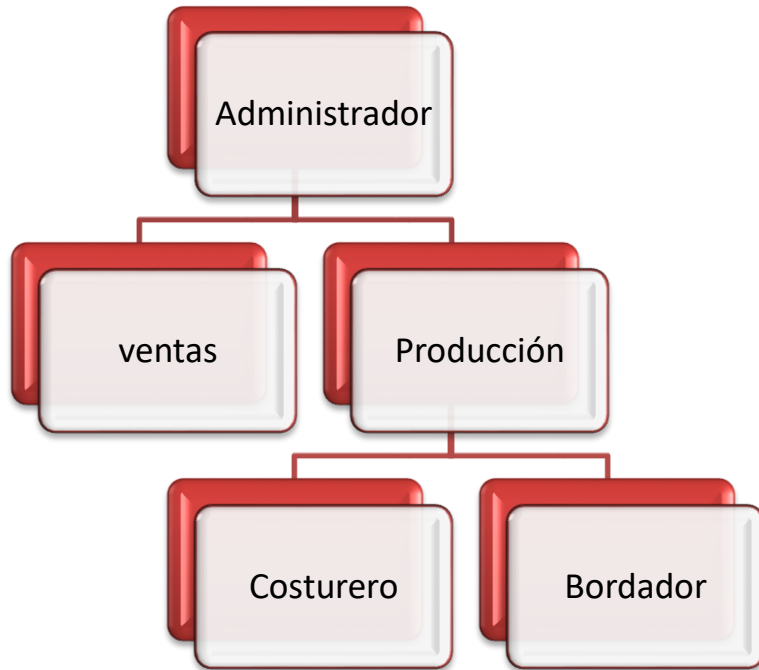 Administrador
ventas
Producción
Costurero
Bordador